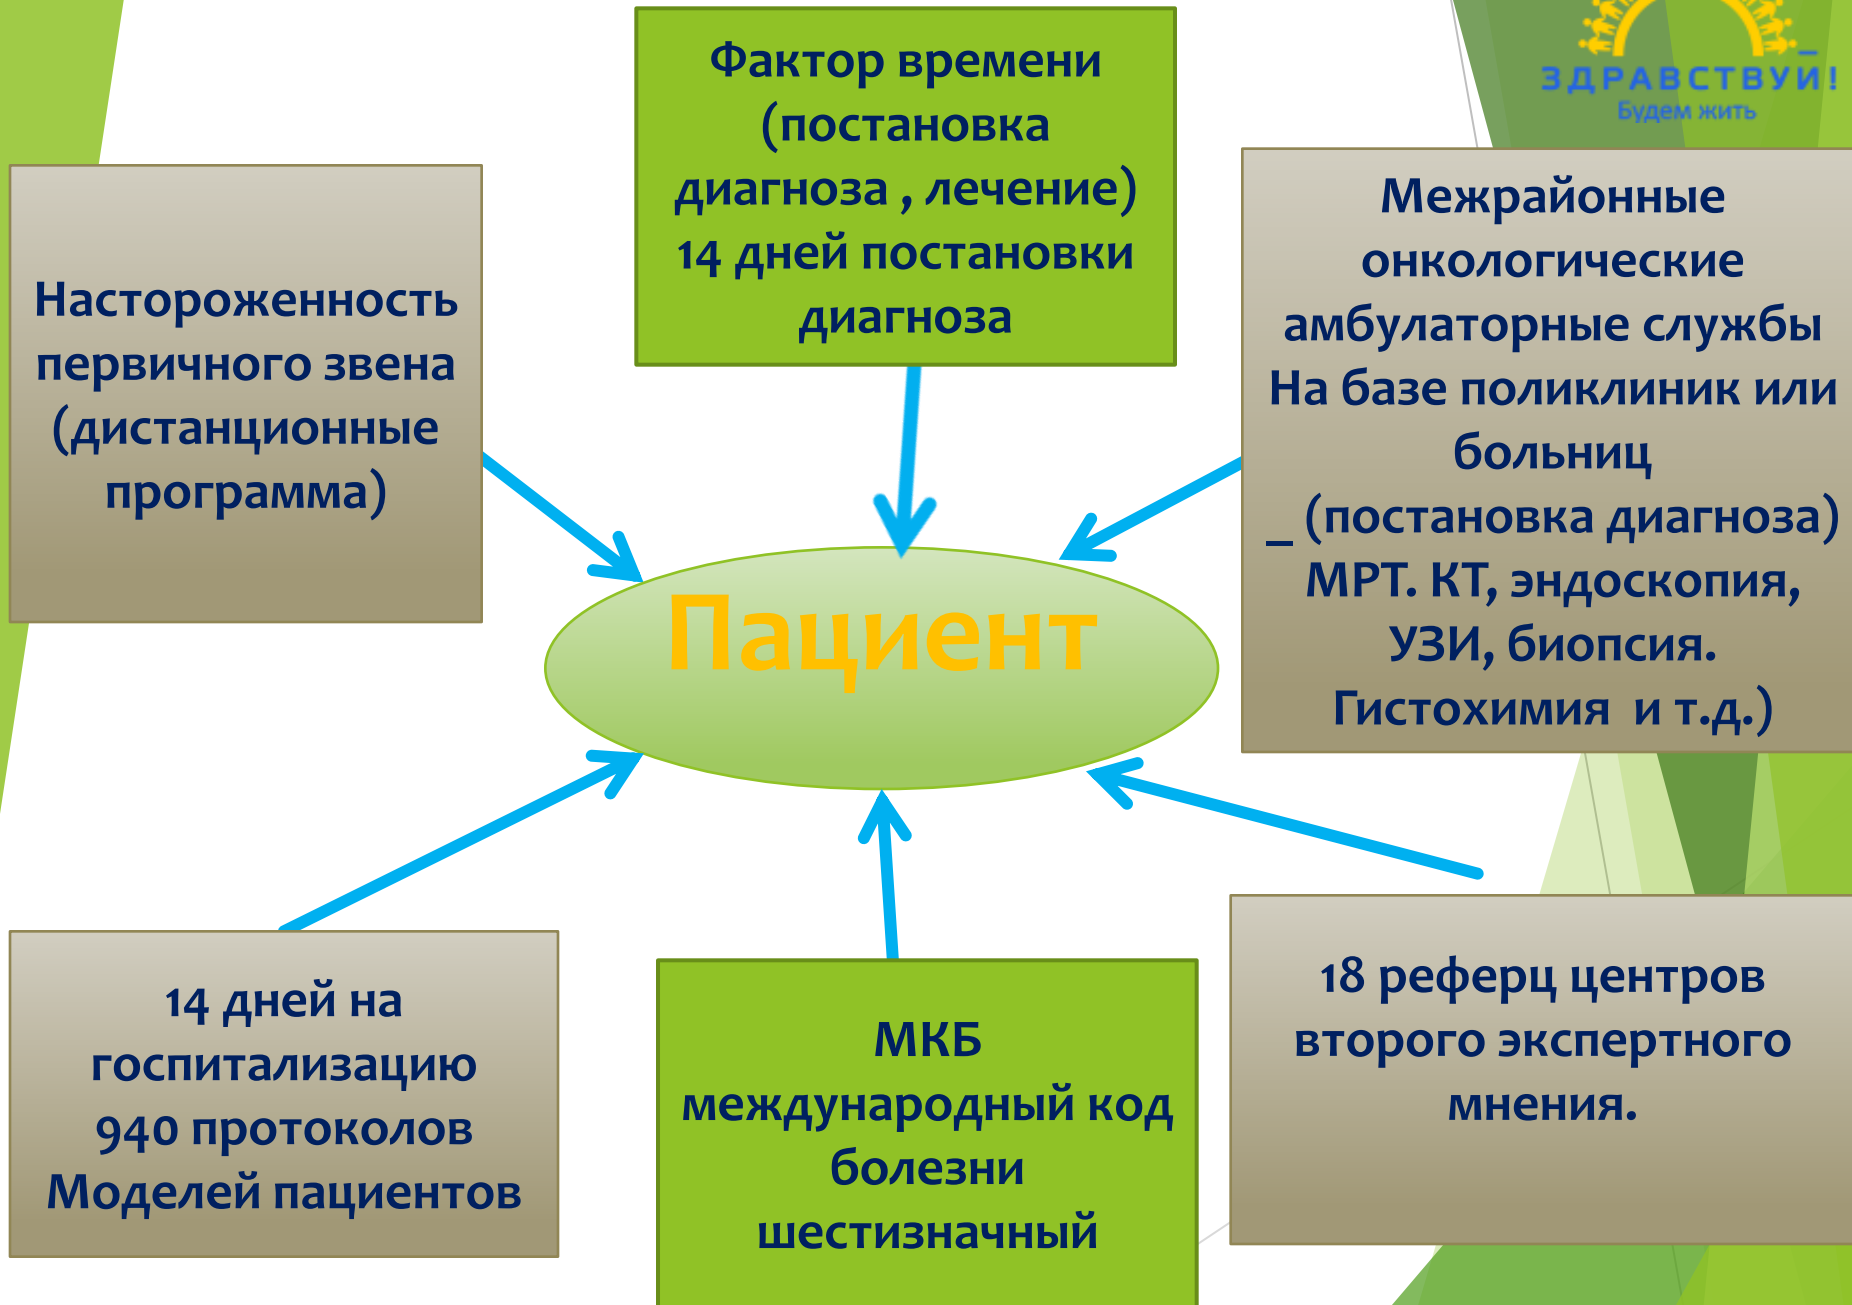 Фактор времени
(постановка
диагноза , лечение)
14 дней постановки
диагноза
ЗДРАВСТВУЙ!
Будем жить
Настороженность
первичного звена
(дистанционные
программа)
Межрайонные
онкологические
амбулаторные службы
На базе поликлиник или
больниц
_ (постановка диагноза)
МРТ. КТ, эндоскопия,
УЗИ, биопсия.
Гистохимия и т.д.)
Пациент
14 дней на
госпитализацию
940 протоколов
Моделей пациентов
МКБ
международный код
болезни
шестизначный
18 реферц центров
второго экспертного
мнения.